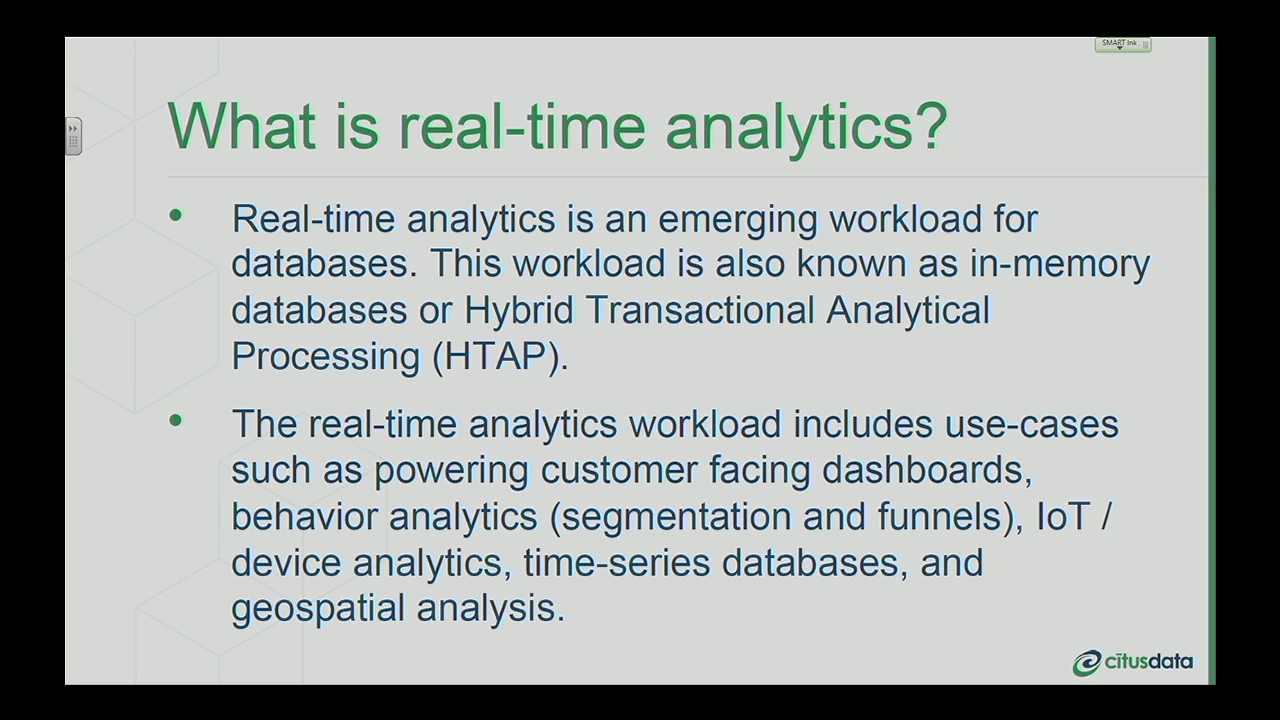 SMART Ink
What is real-time analytics?
• Real-time analytics is an emerging workload for
databases. This workload is also known as in-memory
databases or Hybrid Transactional Analytical
Processing (HTAP).
• The real-time analytics workload includes use-cases
such as powering customer facing dashboards,
behavior analytics (segmentation and funnels), IoT /
device analytics, time-series databases, and
geospatial analysis.
citusdata